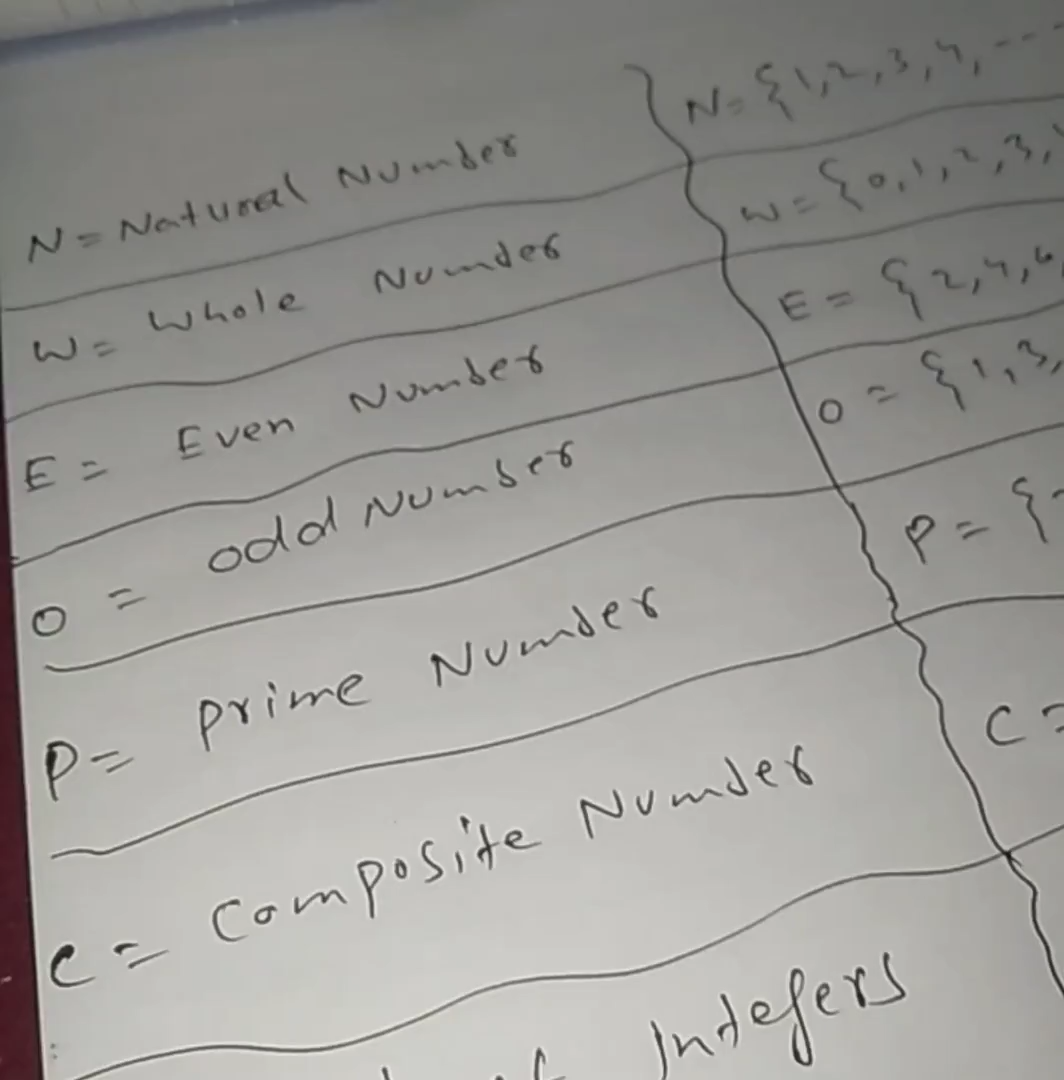 N = Natural Number N = {1, 2, 3, 4, ---
W = Whole Number W = {0, 1, 2, 3,
E = Even Number E = {2, 4, 6,
O = odd Number O = {1, 3,
P = prime Number P = {
C = Composite Number C =
Integers